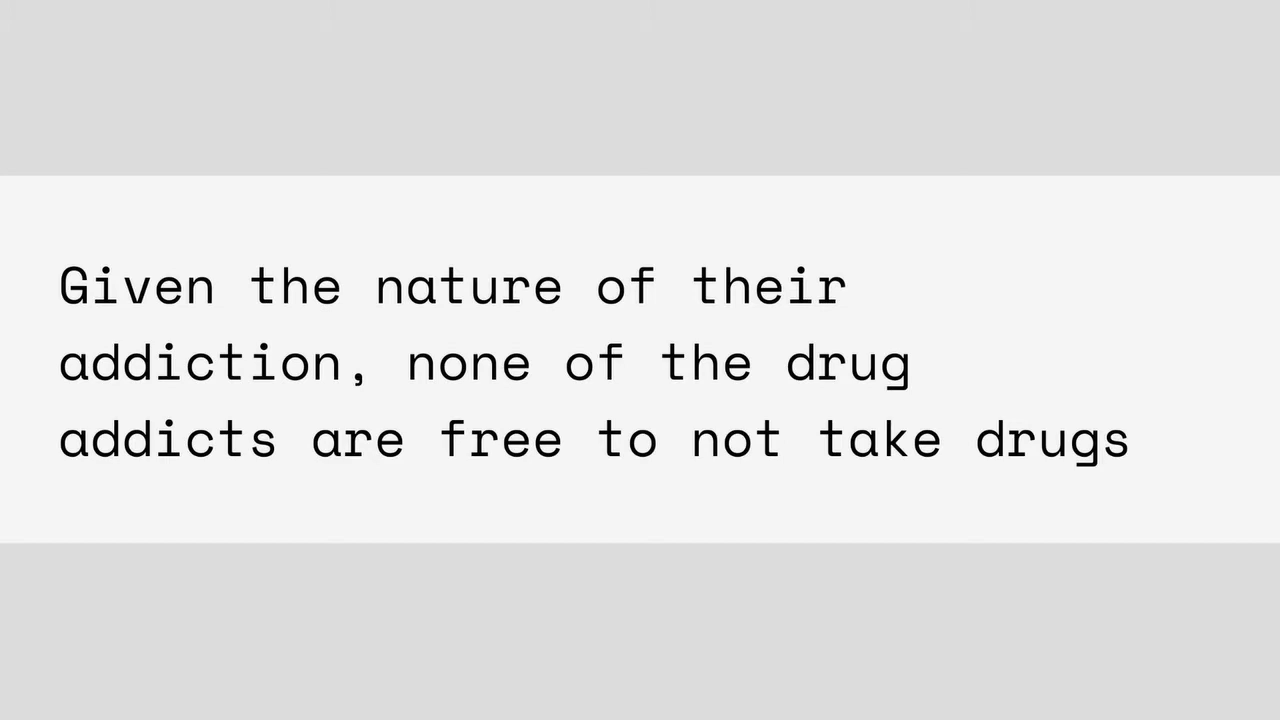 Given the nature of their
addiction, none of the drug
addicts are free to not take drugs